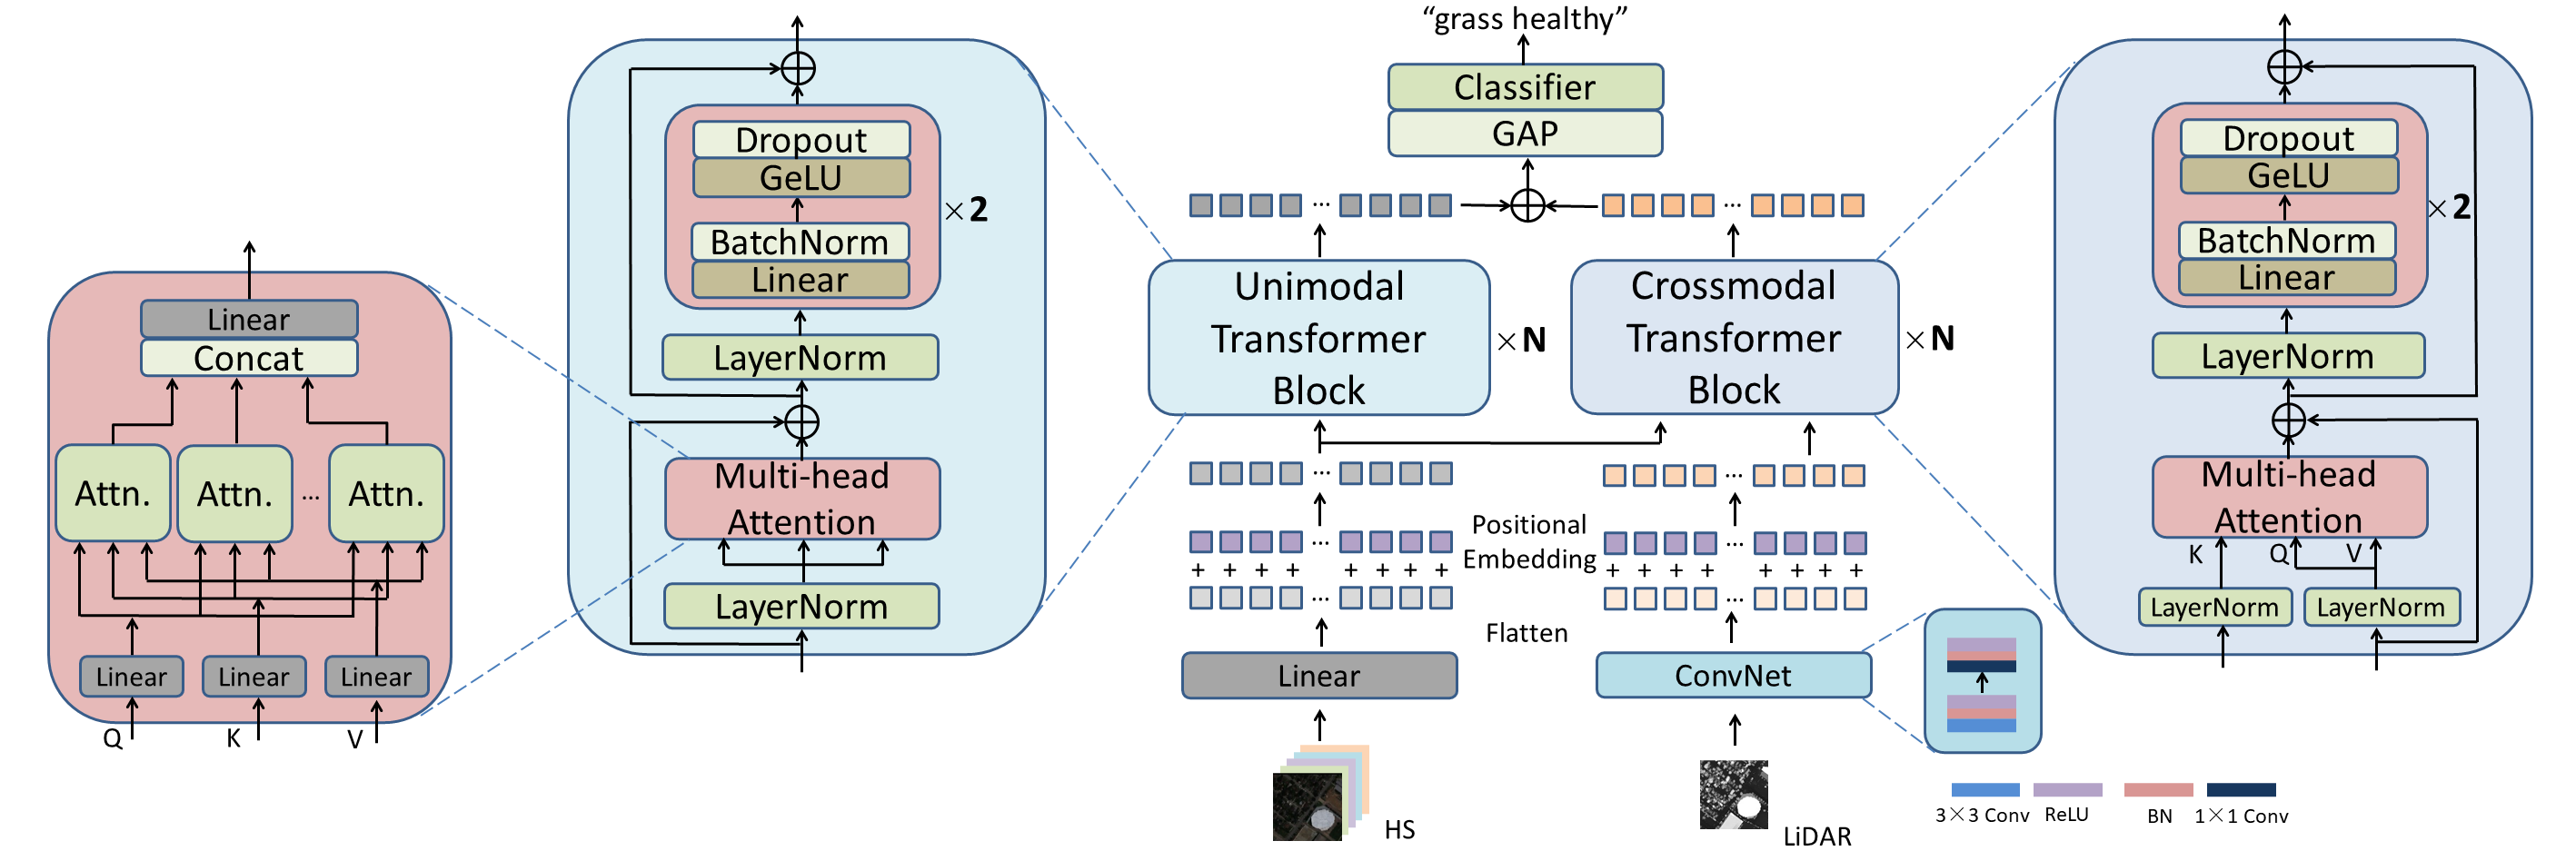 Linear
Concat
Attn.
Attn.
...
Attn.
Linear
Linear
Linear
Q
K
V
Dropout
GeLU
BatchNorm
Linear
×2
LayerNorm
Multi-head
Attention
LayerNorm
“grass healthy”
Classifier
GAP
...
...
Unimodal
Transformer
Block
×N
Crossmodal
Transformer
Block
×N
...
...
Positional
Embedding
...
...
+ + + + + + + +
+ + + + + + + +
...
...
Flatten
Linear
ConvNet
HS
LiDAR
3×3 Conv
ReLU
BN
1×1 Conv
Dropout
GeLU
BatchNorm
Linear
×2
LayerNorm
Multi-head
Attention
K
Q
V
LayerNorm
LayerNorm